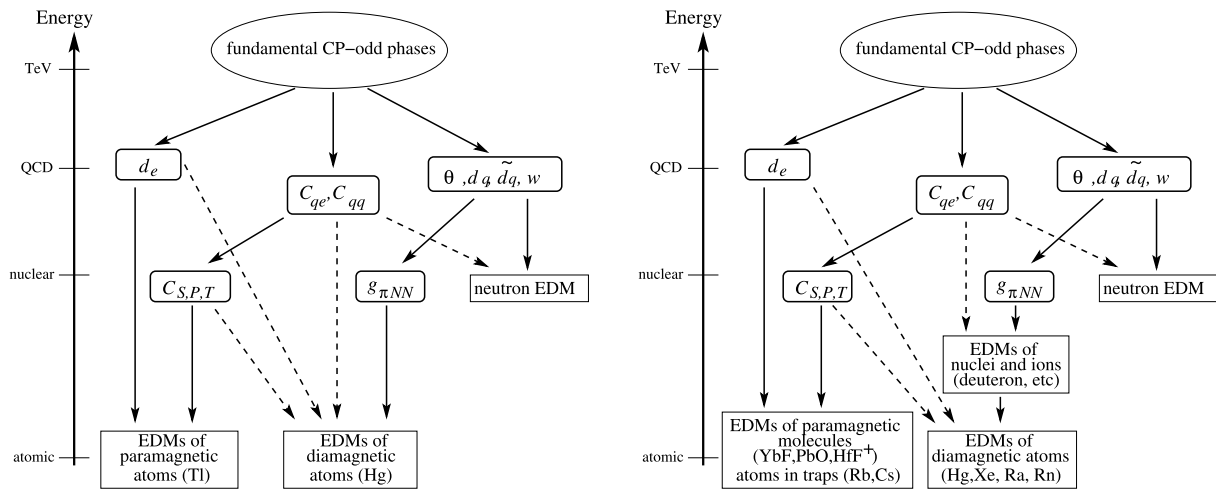 Energy
fundamental CP−odd phases
TeV
QCD
d_e
θ ,d_q, d̃_q, w
C_qe, C_qq
nuclear
C_S,P,T
g_πNN
neutron EDM
atomic
EDMs of
paramagnetic
atoms (Tl)
EDMs of
diamagnetic
atoms (Hg)
Energy
fundamental CP−odd phases
TeV
QCD
d_e
θ ,d_q, d̃_q, w
C_qe, C_qq
nuclear
C_S,P,T
g_πNN
neutron EDM
EDMs of
nuclei and ions
(deuteron, etc)
atomic
EDMs of paramagnetic
molecules
(YbF,PbO,HfF⁺)
atoms in traps (Rb,Cs)
EDMs of
diamagnetic atoms
(Hg,Xe, Ra, Rn)